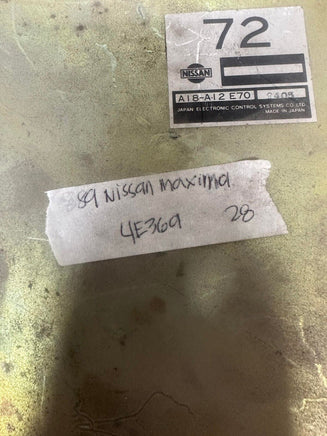 72
NISSAN
A18-A12 E70
JAPAN ELECTRONIC CONTROL SYSTEMS CO.,LTD.
MADE IN JAPAN
89 Nissan maxima
4E369 28